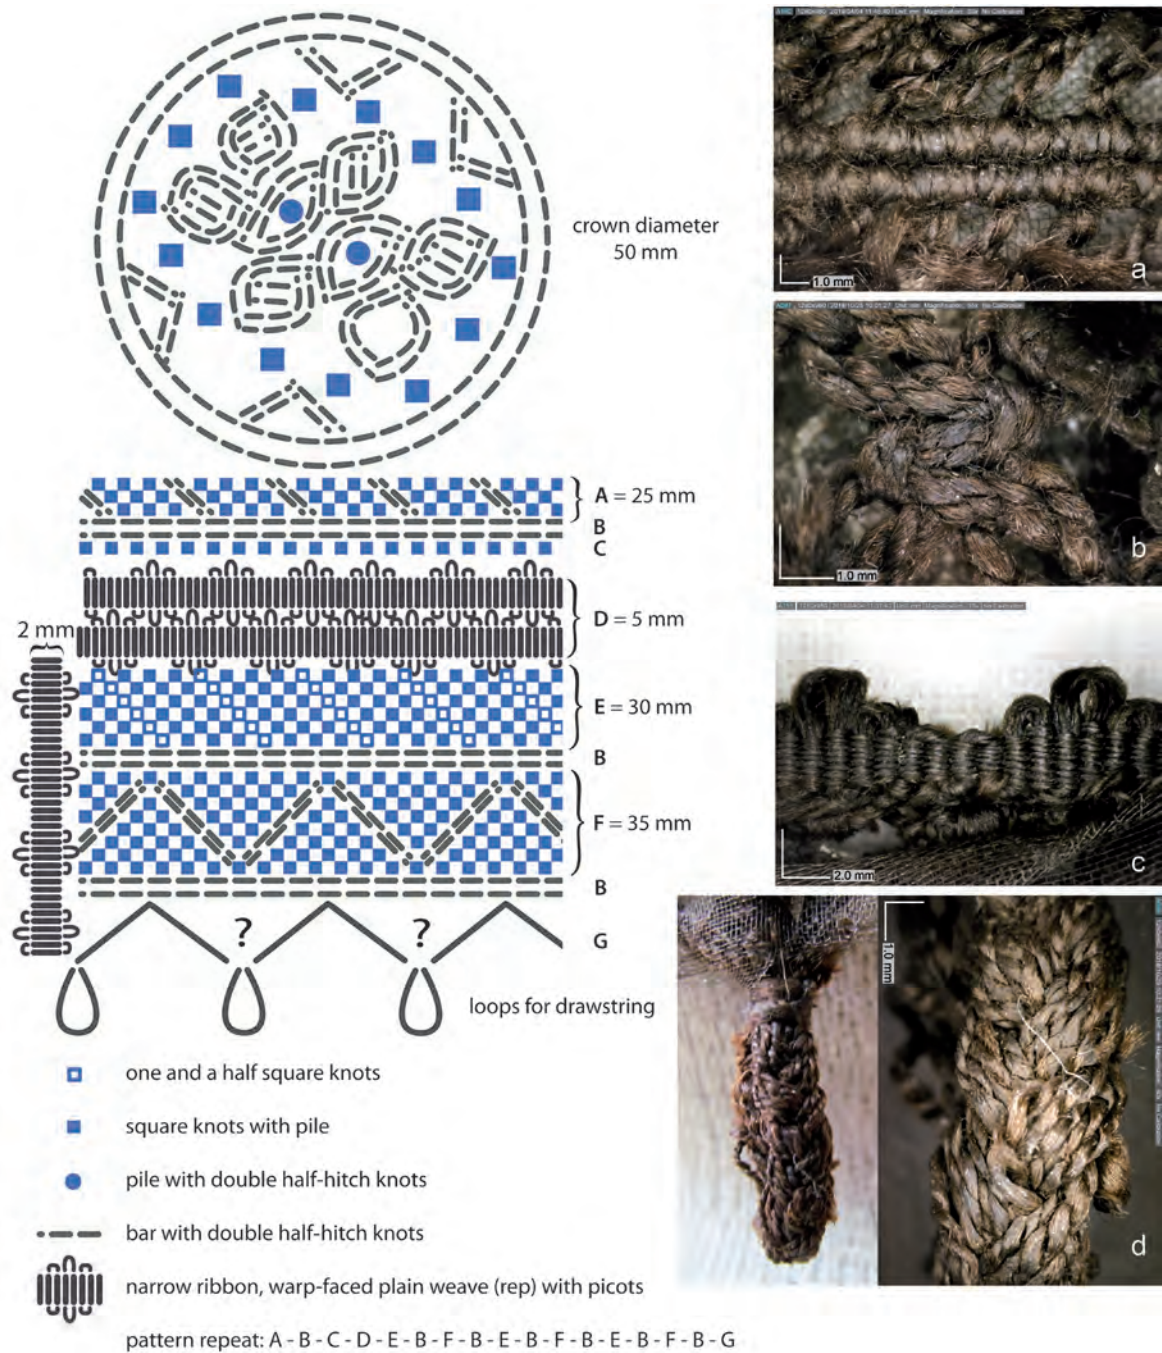 crown diameter
50 mm
A = 25 mm
B
C
D = 5 mm
2 mm
E = 30 mm
B
F = 35 mm
B
? ?
G
loops for drawstring
one and a half square knots
square knots with pile
pile with double half-hitch knots
bar with double half-hitch knots
narrow ribbon, warp-faced plain weave (rep) with picots
pattern repeat: A - B - C - D - E - B - F - B - E - B - F - B - E - B - F - B - G
1.0 mm
a
1.0 mm
b
2.0 mm
c
1.0 mm
d